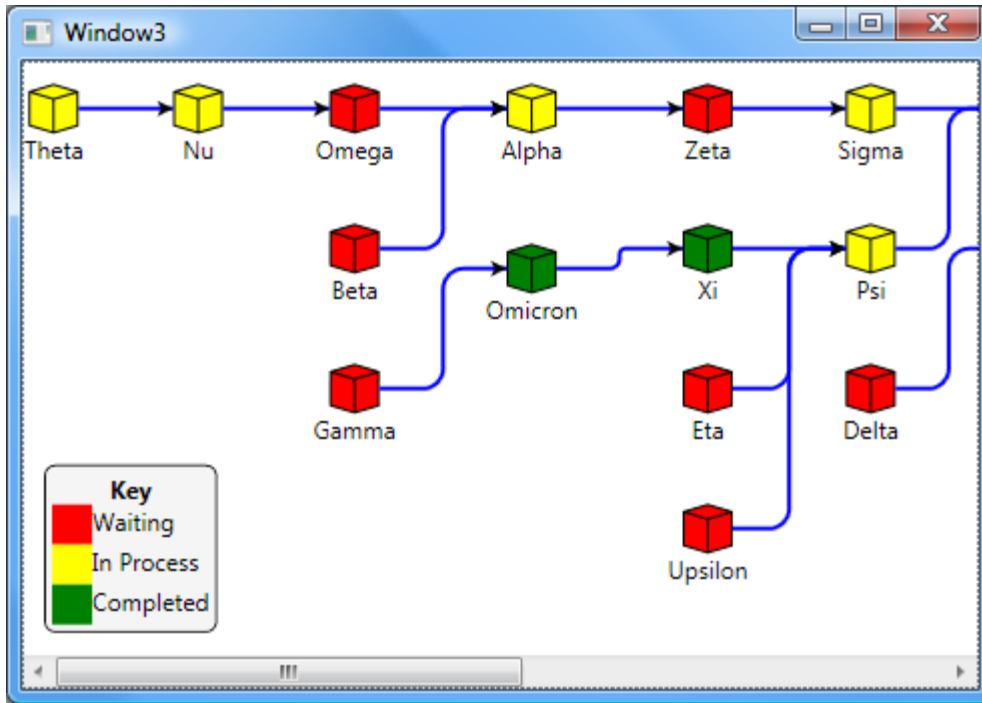 Window3
Theta Nu Omega Alpha Zeta Sigma
Beta Omicron Xi Psi
Gamma Eta Delta
Upsilon
Key
Waiting
In Process
Completed